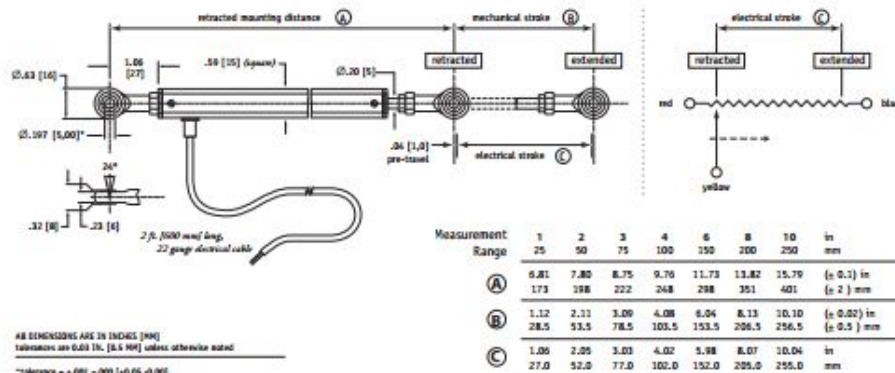 retracted mounting distance A
mechanical stroke B
electrical stroke C
retracted
extended
retracted
extended
1.06
[27]
.59 [15] (square)
Ø.20 [5]
Ø.63 [16]
Ø.197 [5,00]*
red
yellow
.04 [1,0]
pre-travel
electrical stroke C
24°
.32 [8]
.23 [6]
2 ft. [600 mm] long,
22 gauge electrical cable
Measurement 1 2 3 4 6 8 10 in
Range 25 50 75 100 150 200 250 mm
A 6.81 7.80 8.75 9.76 11.73 13.82 15.79 (± 0.1) in
173 198 222 248 298 351 401 (± 2 ) mm
B 1.12 2.11 3.09 4.08 6.04 8.13 10.10 (± 0.02) in
28.5 53.5 78.5 103.5 153.5 206.5 256.5 (± 0.5 ) mm
C 1.06 2.05 3.03 4.02 5.98 8.07 10.04 in
27.0 52.0 77.0 102.0 152.0 205.0 255.0 mm
DIMENSIONS ARE IN INCHES [MM]
tolerances are 0.03 IN. [0.5 MM] unless otherwise noted
*tolerance = +.001 -.000 [+0.05 -0.00]